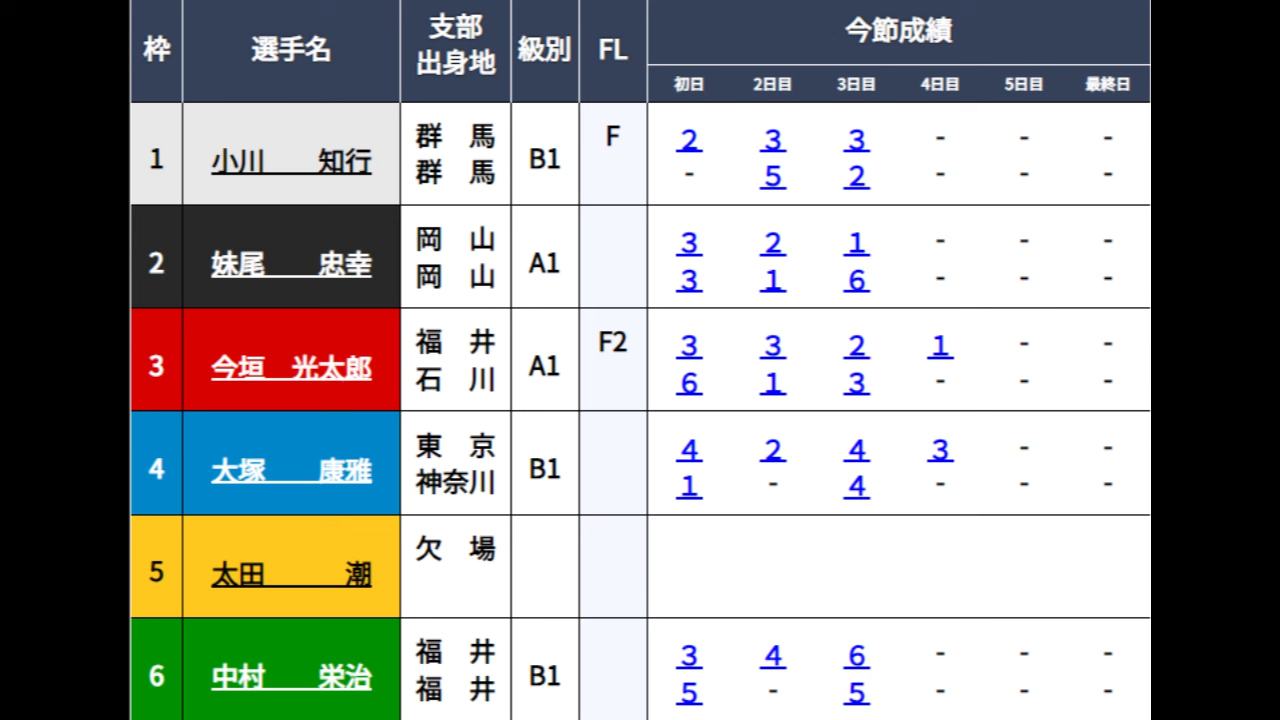 枠 選手名 支部 出身地 級別 FL 今節成績
初日 2日目 3日目 4日目 5日目 最終日
1 小川 知行 群 馬 B1 F 2 3 3 - - -
群 馬 - 5 2 - - -
2 妹尾 忠幸 岡 山 A1 3 2 1 - - -
岡 山 3 1 6 - - -
3 今垣 光太郎 福 井 A1 F2 3 3 2 1 - -
石 川 6 1 3 - - -
4 大塚 康雅 東 京 B1 4 2 4 3 - -
神奈川 1 - 4 - - -
5 太田 潮 欠 場
6 中村 栄治 福 井 B1 3 4 6 - - -
福 井 5 - 5 - - -